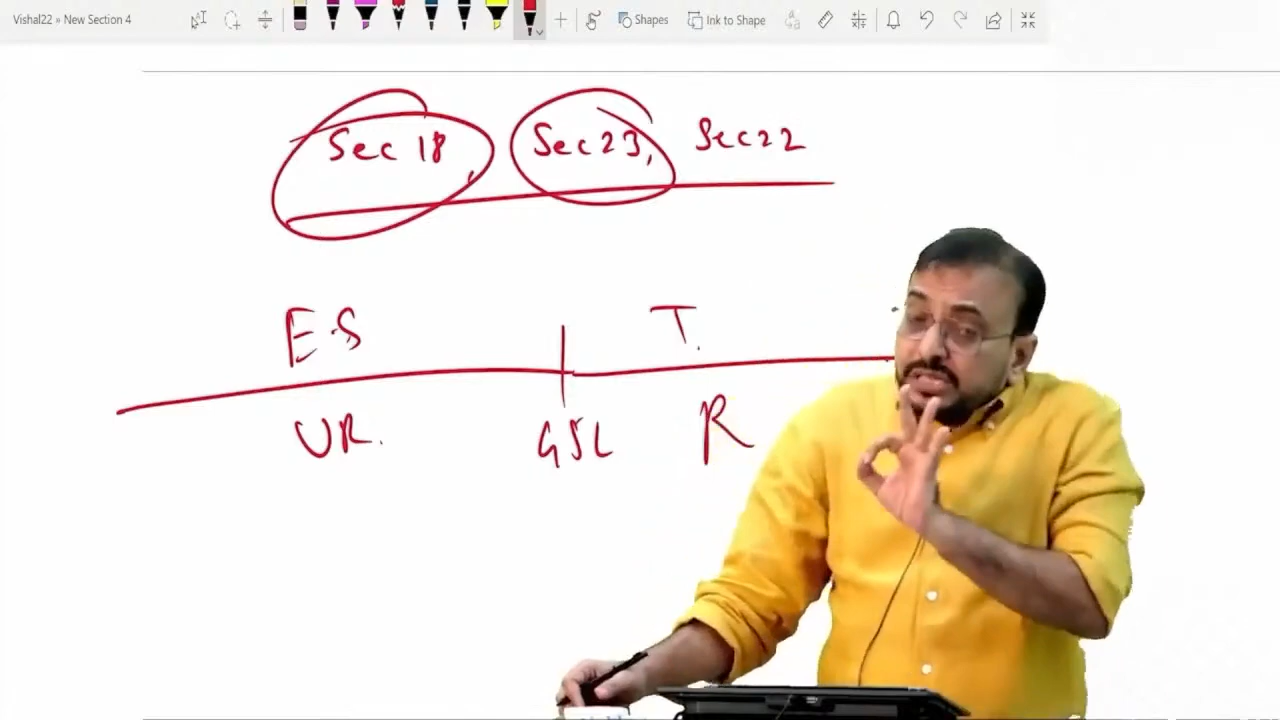 Vishal22 » New Section 4 Shapes Ink to Shape
Sec 18, Sec 23, Sec 22
E.S T.
UR. GSL R